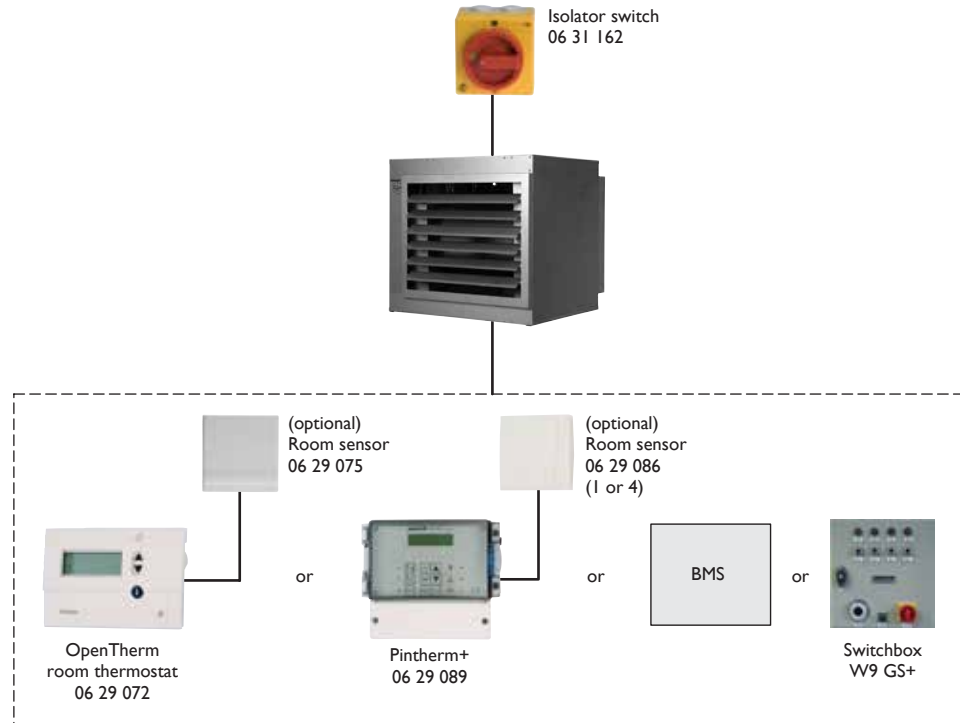 Isolator switch
06 31 162
(optional)
Room sensor
06 29 075
(optional)
Room sensor
06 29 086
(1 or 4)
or
or
BMS
or
OpenTherm
room thermostat
06 29 072
Pintherm+
06 29 089
Switchbox
W9 GS+